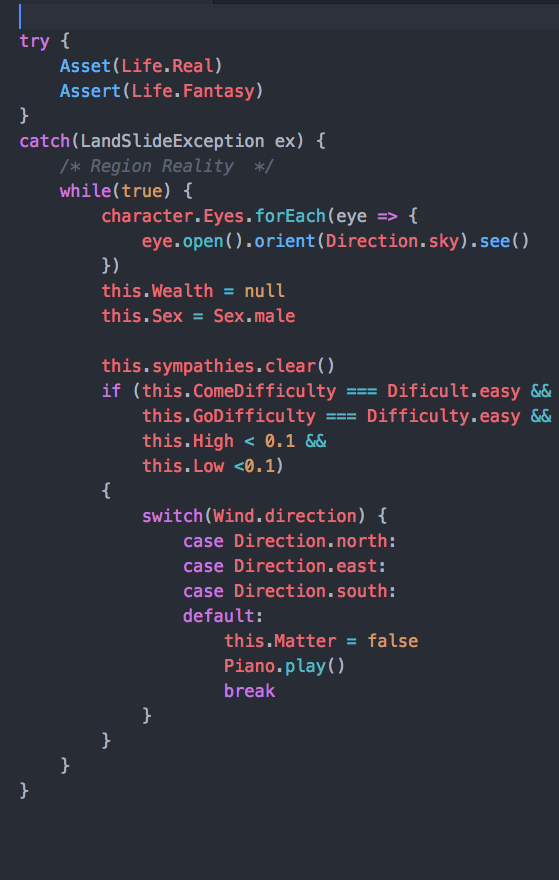 try {
    Asset(Life.Real)
    Assert(Life.Fantasy)
}
catch(LandSlideException ex) {
    /* Region Reality  */
    while(true) {
        character.Eyes.forEach(eye => {
            eye.open().orient(Direction.sky).see()
        })
        this.Wealth = null
        this.Sex = Sex.male

        this.sympathies.clear()
        if (this.ComeDifficulty === Dificult.easy &&
            this.GoDifficulty === Difficulty.easy &&
            this.High < 0.1 &&
            this.Low <0.1)
        {
            switch(Wind.direction) {
                case Direction.north:
                case Direction.east:
                case Direction.south:
                default:
                    this.Matter = false
                    Piano.play()
                    break
            }
        }
    }
}